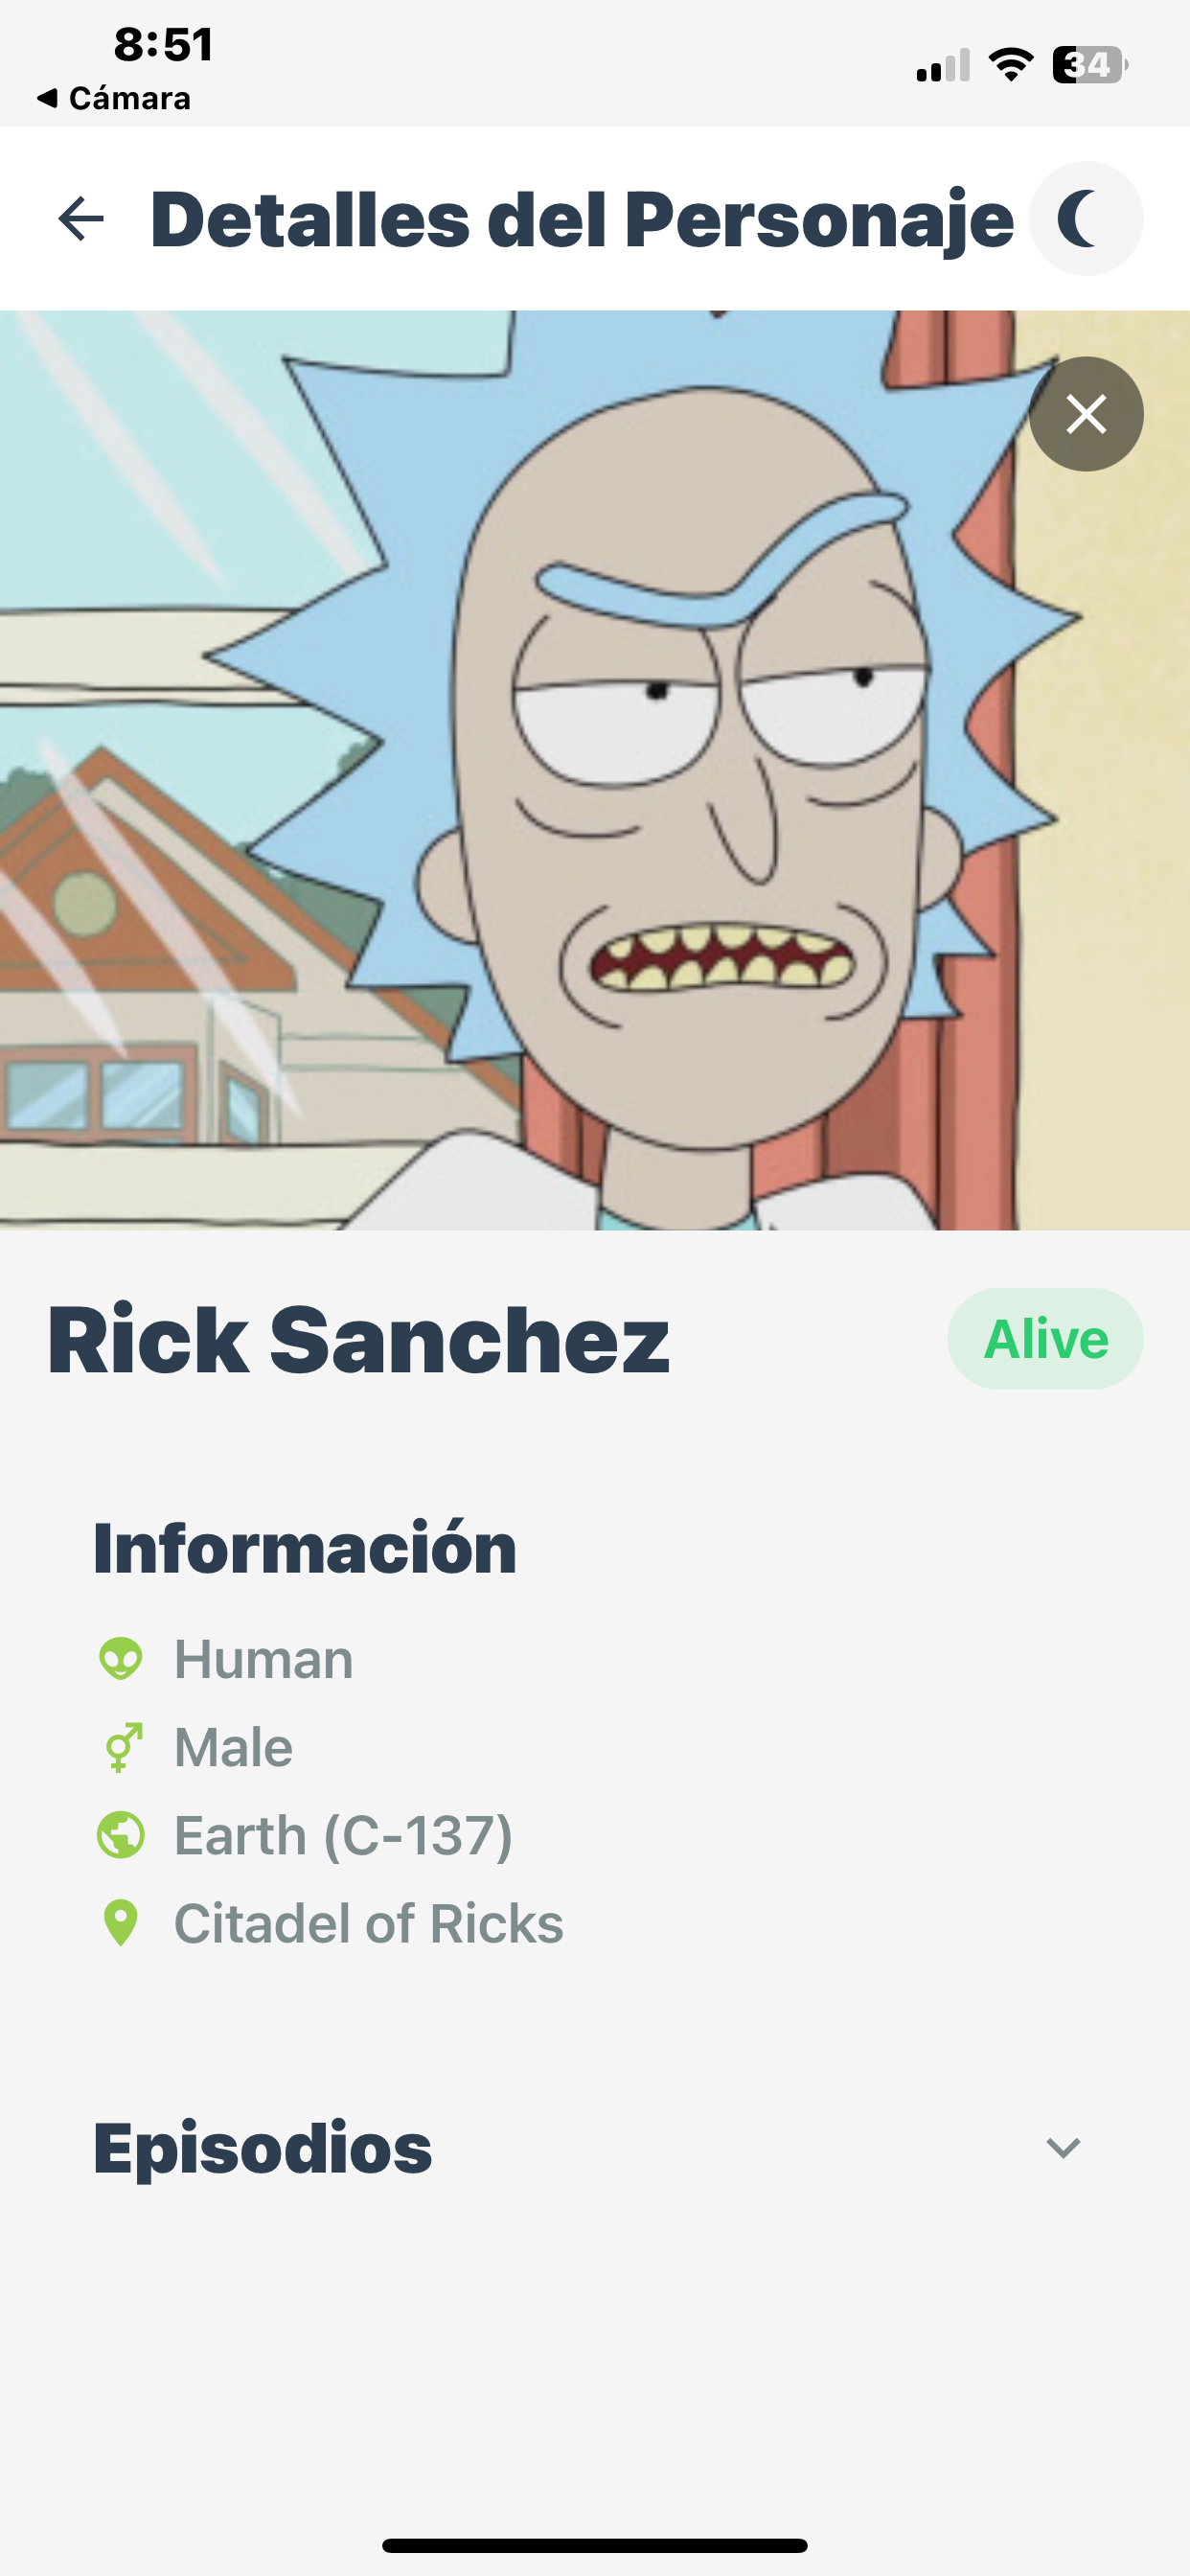 8:51
34
Cámara
Detalles del Personaje
Rick Sanchez
Alive
Información
Human
Male
Earth (C-137)
Citadel of Ricks
Episodios